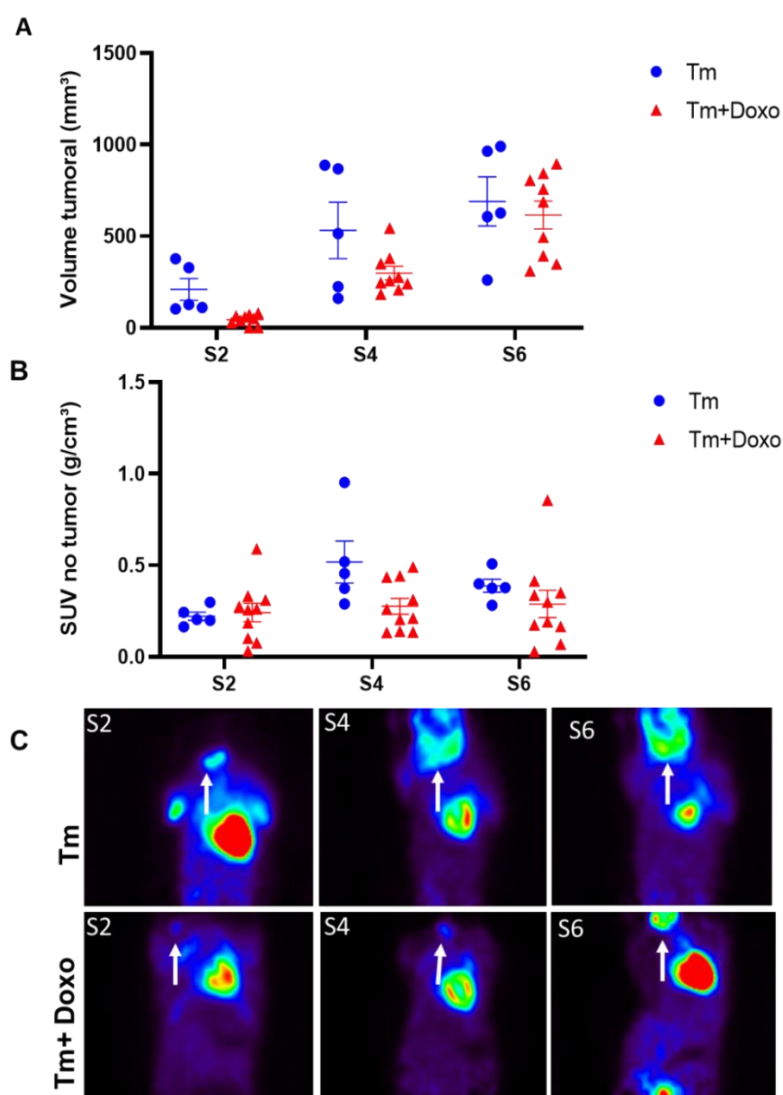 A
Volume tumoral (mm³)
1500
1000
500
0
S2 S4 S6
Tm
Tm+Doxo
B
SUV no tumor (g/cm³)
1.5
1.0
0.5
0.0
S2 S4 S6
Tm
Tm+Doxo
C
Tm
S2 S4 S6
Tm+ Doxo
S2 S4 S6